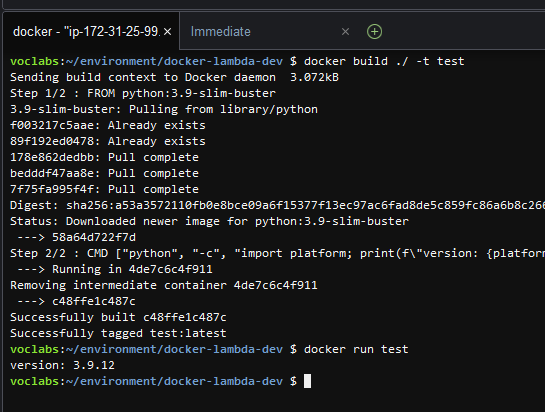 docker - "ip-172-31-25-99. × Immediate ×
voclabs:~/environment/docker-lambda-dev $ docker build ./ -t test
Sending build context to Docker daemon  3.072kB
Step 1/2 : FROM python:3.9-slim-buster
3.9-slim-buster: Pulling from library/python
f003217c5aae: Already exists
89f192ed0478: Already exists
178e862dedbb: Pull complete
bedddf47aa8e: Pull complete
7f75fa995f4f: Pull complete
Digest: sha256:a53a3572110fb0e8bce09a6f15377f13ec97ac6fad8de5c859fc86a6b8c266
Status: Downloaded newer image for python:3.9-slim-buster
 ---> 58a64d722f7d
Step 2/2 : CMD ["python", "-c", "import platform; print(f\"version: {platform
 ---> Running in 4de7c6c4f911
Removing intermediate container 4de7c6c4f911
 ---> c48ffe1c487c
Successfully built c48ffe1c487c
Successfully tagged test:latest
voclabs:~/environment/docker-lambda-dev $ docker run test
version: 3.9.12
voclabs:~/environment/docker-lambda-dev $